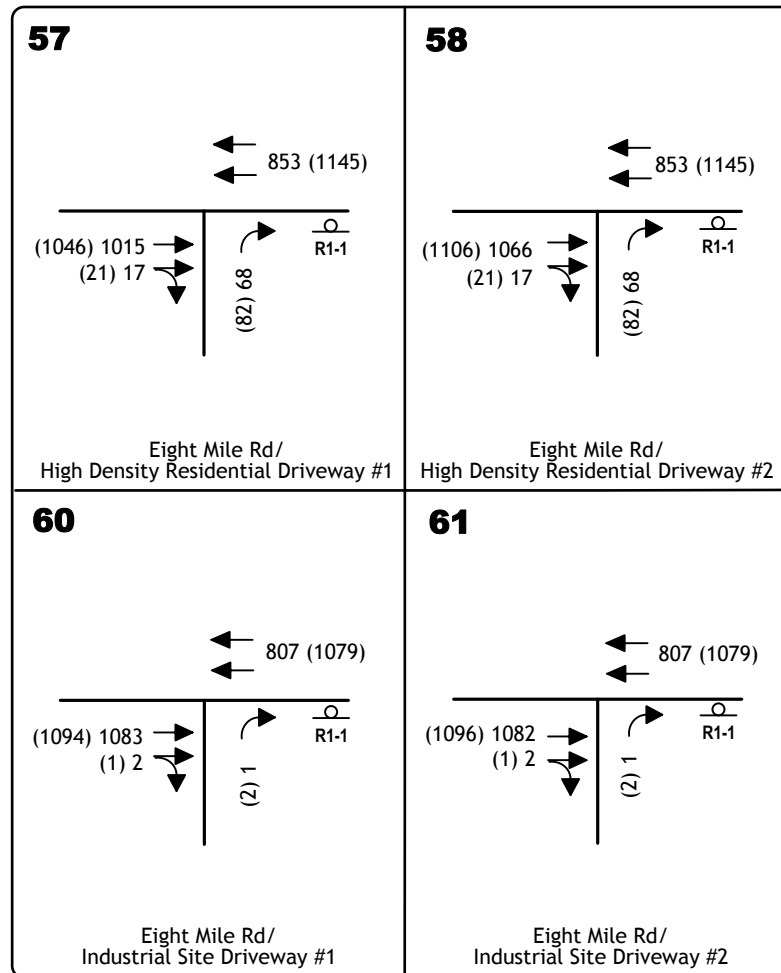 57
853 (1145)
(1046) 1015
(21) 17
(82) 68
R1-1
Eight Mile Rd/
High Density Residential Driveway #1
58
853 (1145)
(1106) 1066
(21) 17
(82) 68
R1-1
Eight Mile Rd/
High Density Residential Driveway #2
60
807 (1079)
(1094) 1083
(1) 2
(2) 1
R1-1
Eight Mile Rd/
Industrial Site Driveway #1
61
807 (1079)
(1096) 1082
(1) 2
(2) 1
R1-1
Eight Mile Rd/
Industrial Site Driveway #2